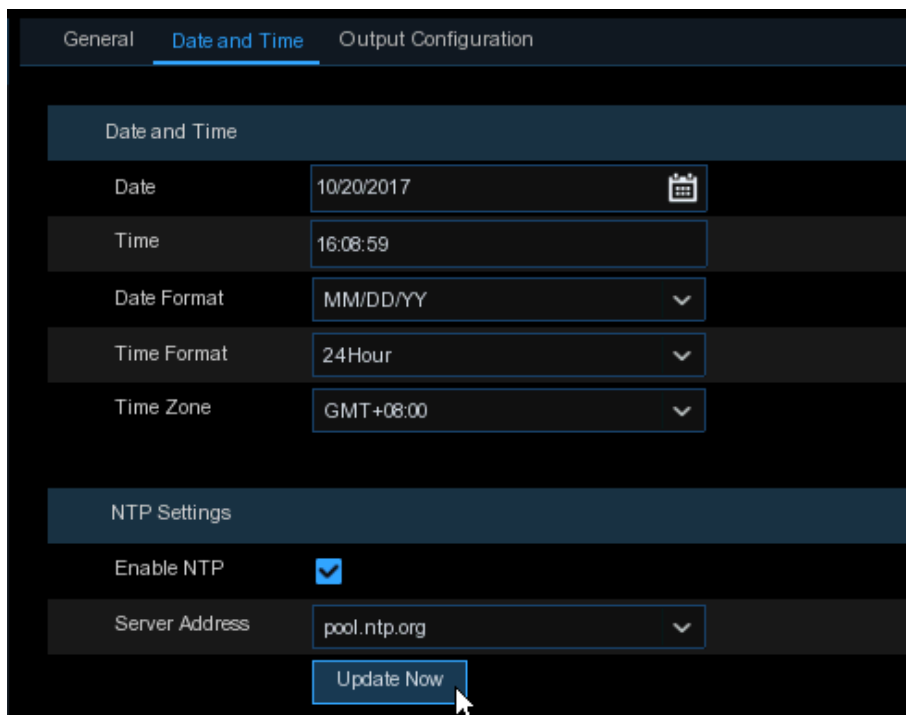 General Date and Time Output Configuration
Date and Time
Date 10/20/2017
Time 16:08:59
Date Format MM/DD/YY
Time Format 24Hour
Time Zone GMT+08:00
NTP Settings
Enable NTP
Server Address pool.ntp.org
Update Now